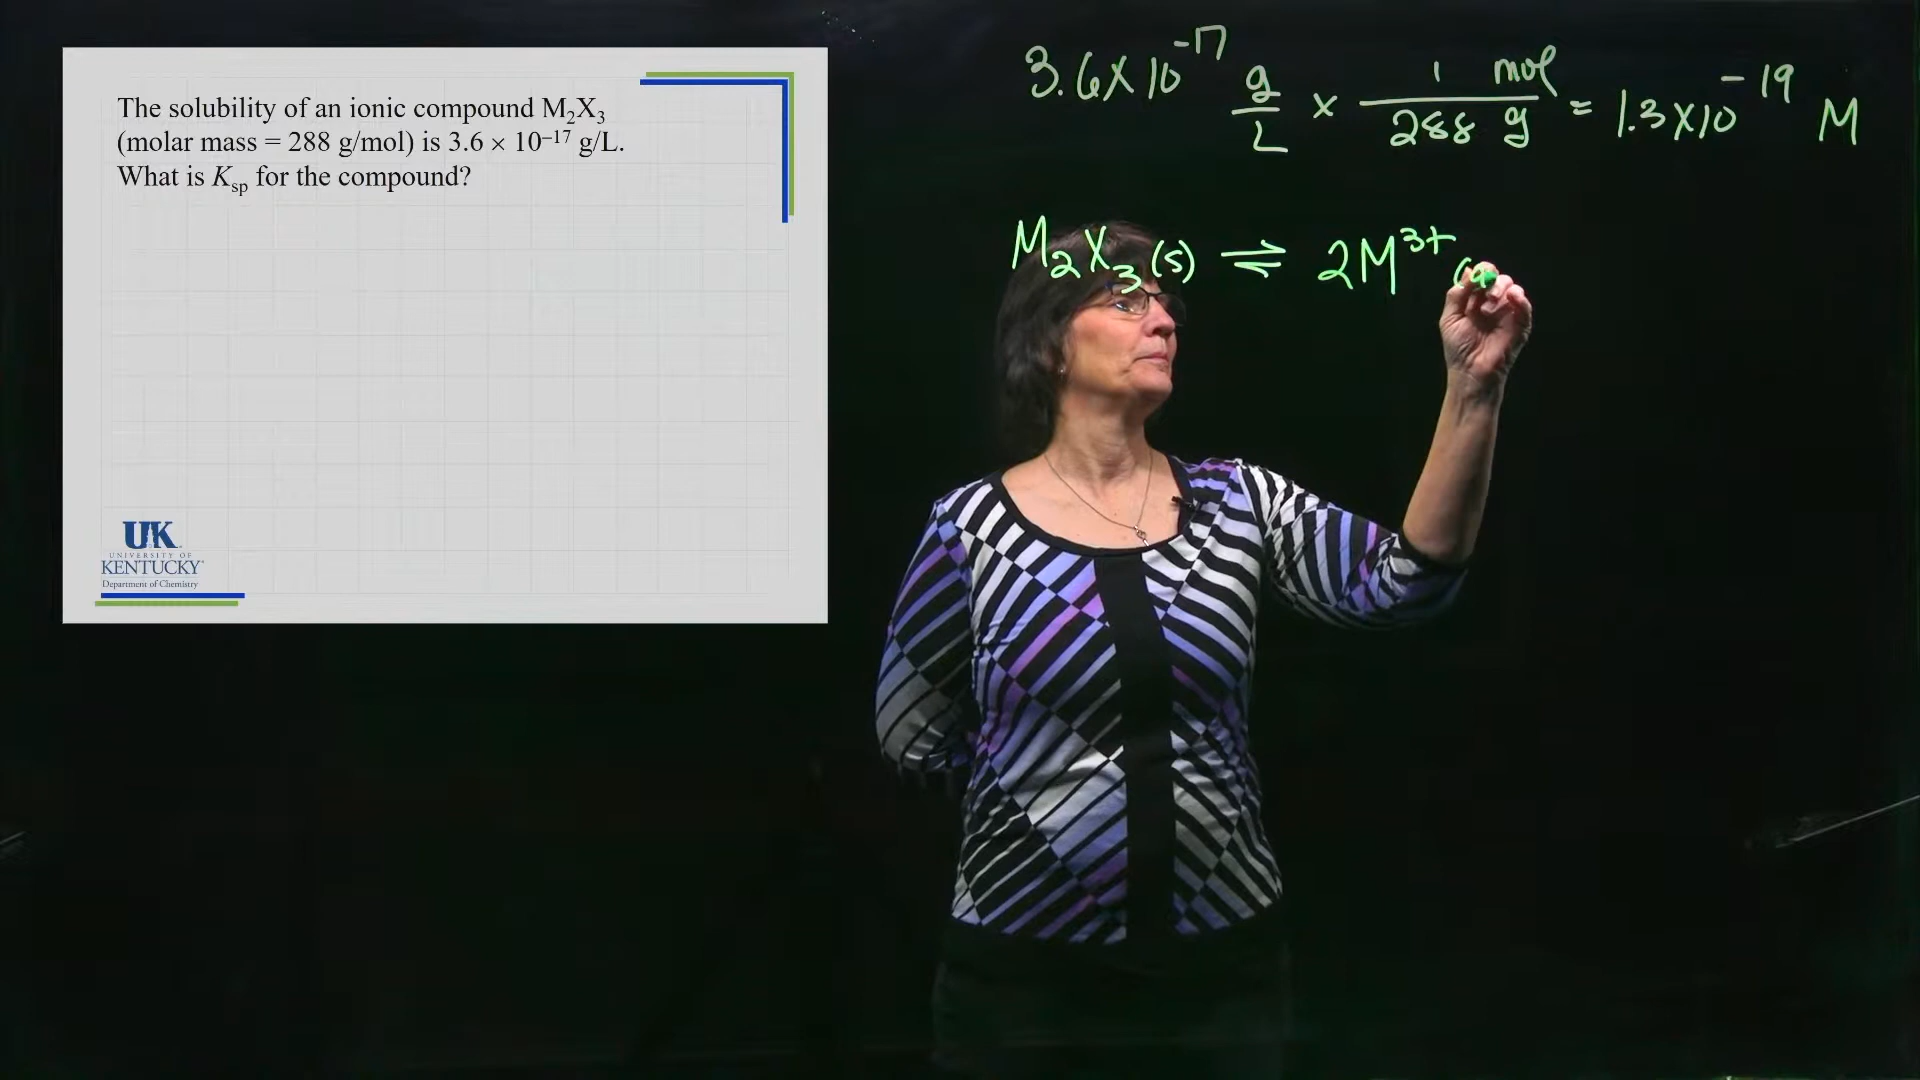 The solubility of an ionic compound M₂X₃
(molar mass = 288 g/mol) is 3.6 × 10⁻¹⁷ g/L.
What is Kₛₚ for the compound?
UK
UNIVERSITY OF
KENTUCKY
Department of Chemistry
3.6 X 10⁻¹⁷ g/L x 1 mol/288 g = 1.3 X 10⁻¹⁹ M
M₂X₃ (s) ⇌ 2M³⁺ (a